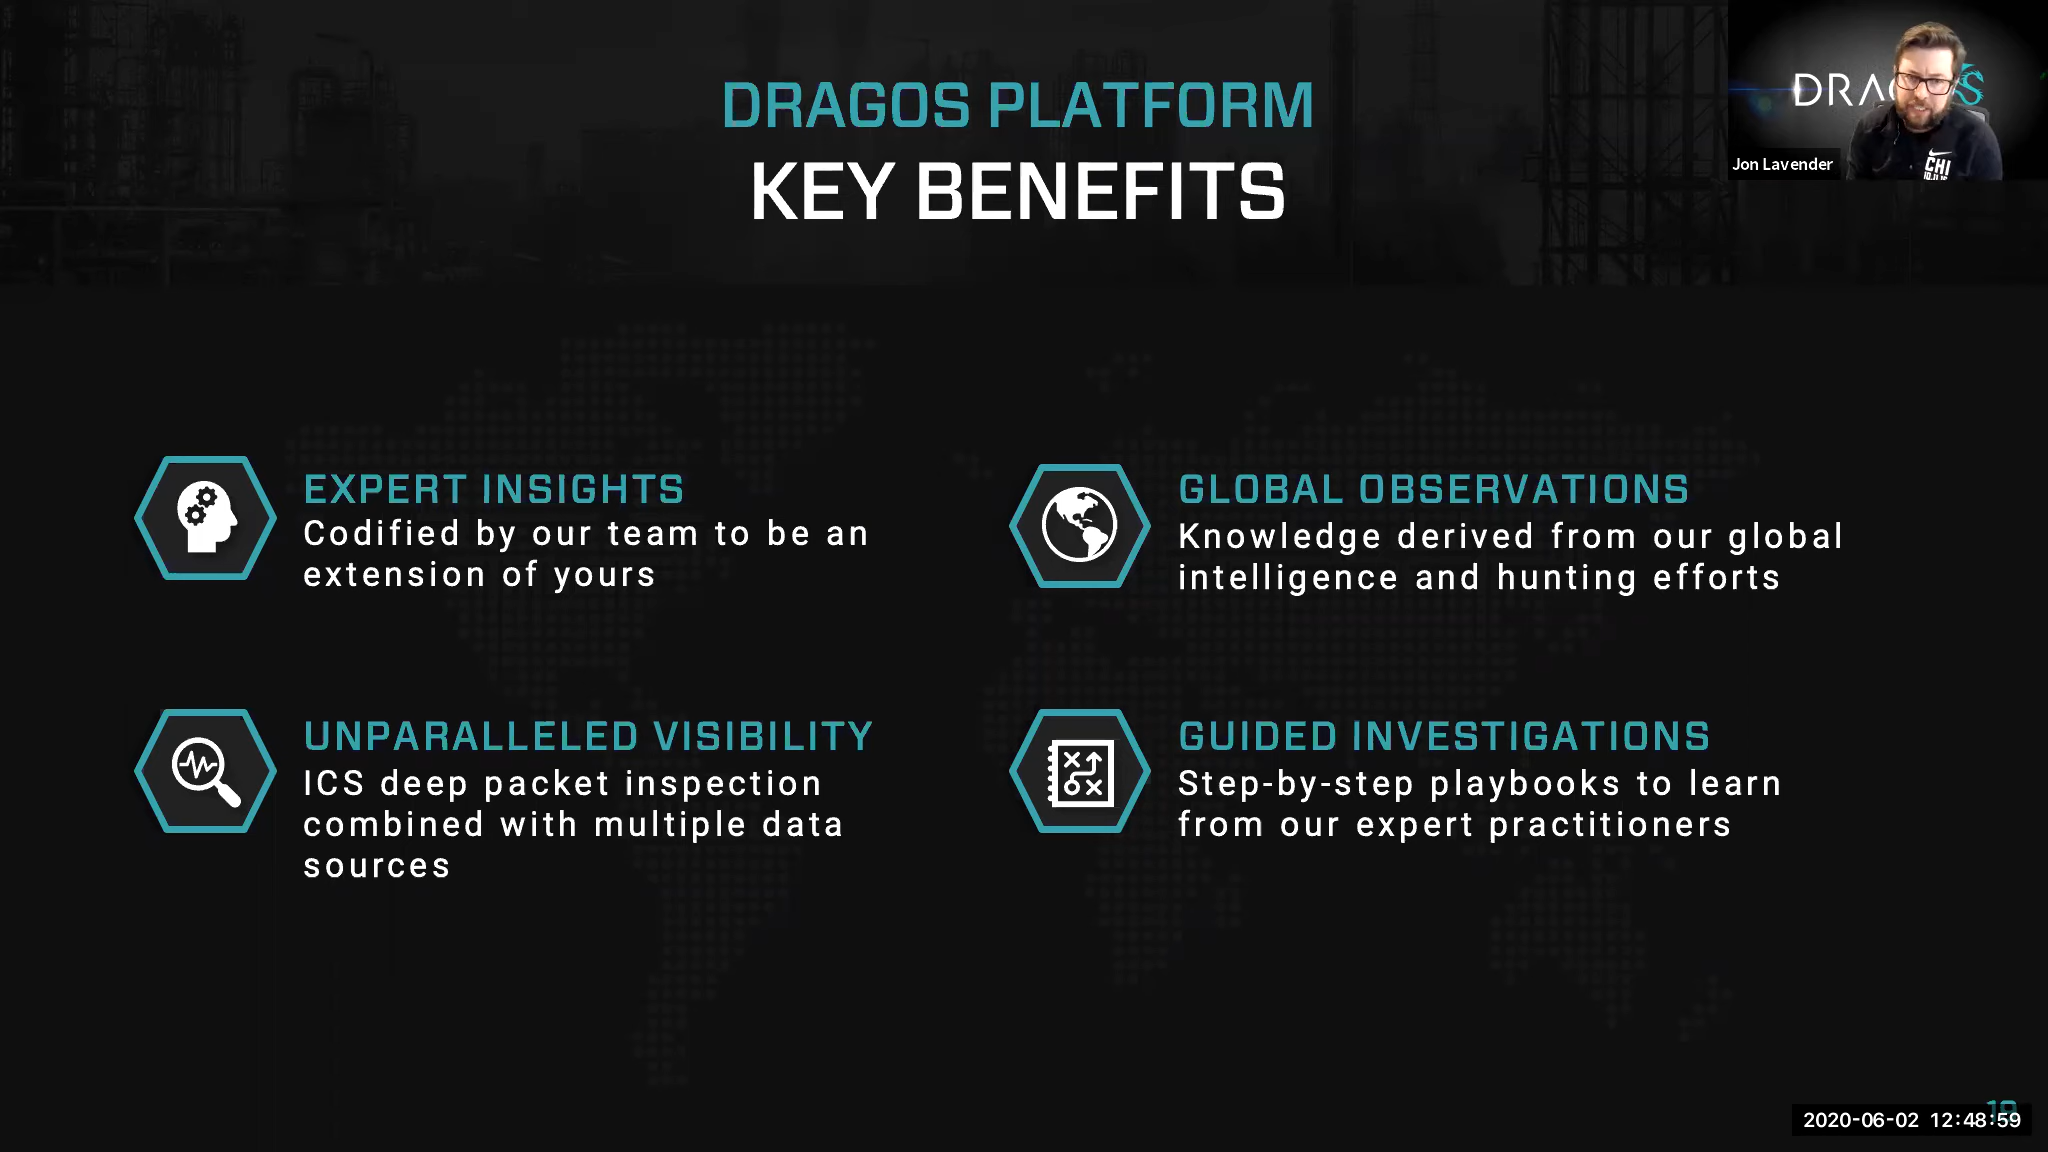 DRAGOS PLATFORM
KEY BENEFITS
DRAG
Jon Lavender
CHI
EXPERT INSIGHTS
Codified by our team to be an
extension of yours
GLOBAL OBSERVATIONS
Knowledge derived from our global
intelligence and hunting efforts
UNPARALLELED VISIBILITY
ICS deep packet inspection
combined with multiple data
sources
GUIDED INVESTIGATIONS
Step-by-step playbooks to learn
from our expert practitioners
2020-06-02 12:48:59